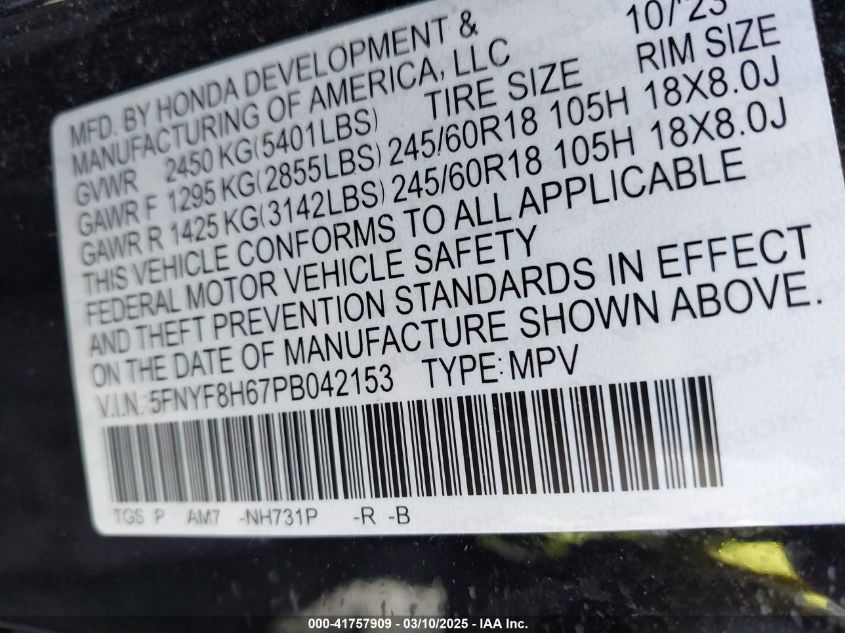 10/23
MFD. BY HONDA DEVELOPMENT &
MANUFACTURING OF AMERICA, LLC
TIRE SIZE RIM SIZE
GVWR 2450 KG(5401LBS)
GAWR F 1295 KG(2855LBS) 245/60R18 105H 18X8.0J
GAWR R 1425 KG(3142LBS) 245/60R18 105H 18X8.0J
THIS VEHICLE CONFORMS TO ALL APPLICABLE
FEDERAL MOTOR VEHICLE SAFETY
AND THEFT PREVENTION STANDARDS IN EFFECT
ON THE DATE OF MANUFACTURE SHOWN ABOVE.
V.I.N.: 5FNYF8H67PB042153 TYPE: MPV
TGS P AM7 -NH731P -R -B
000-41757909 - 03/10/2025 - IAAI, Inc.